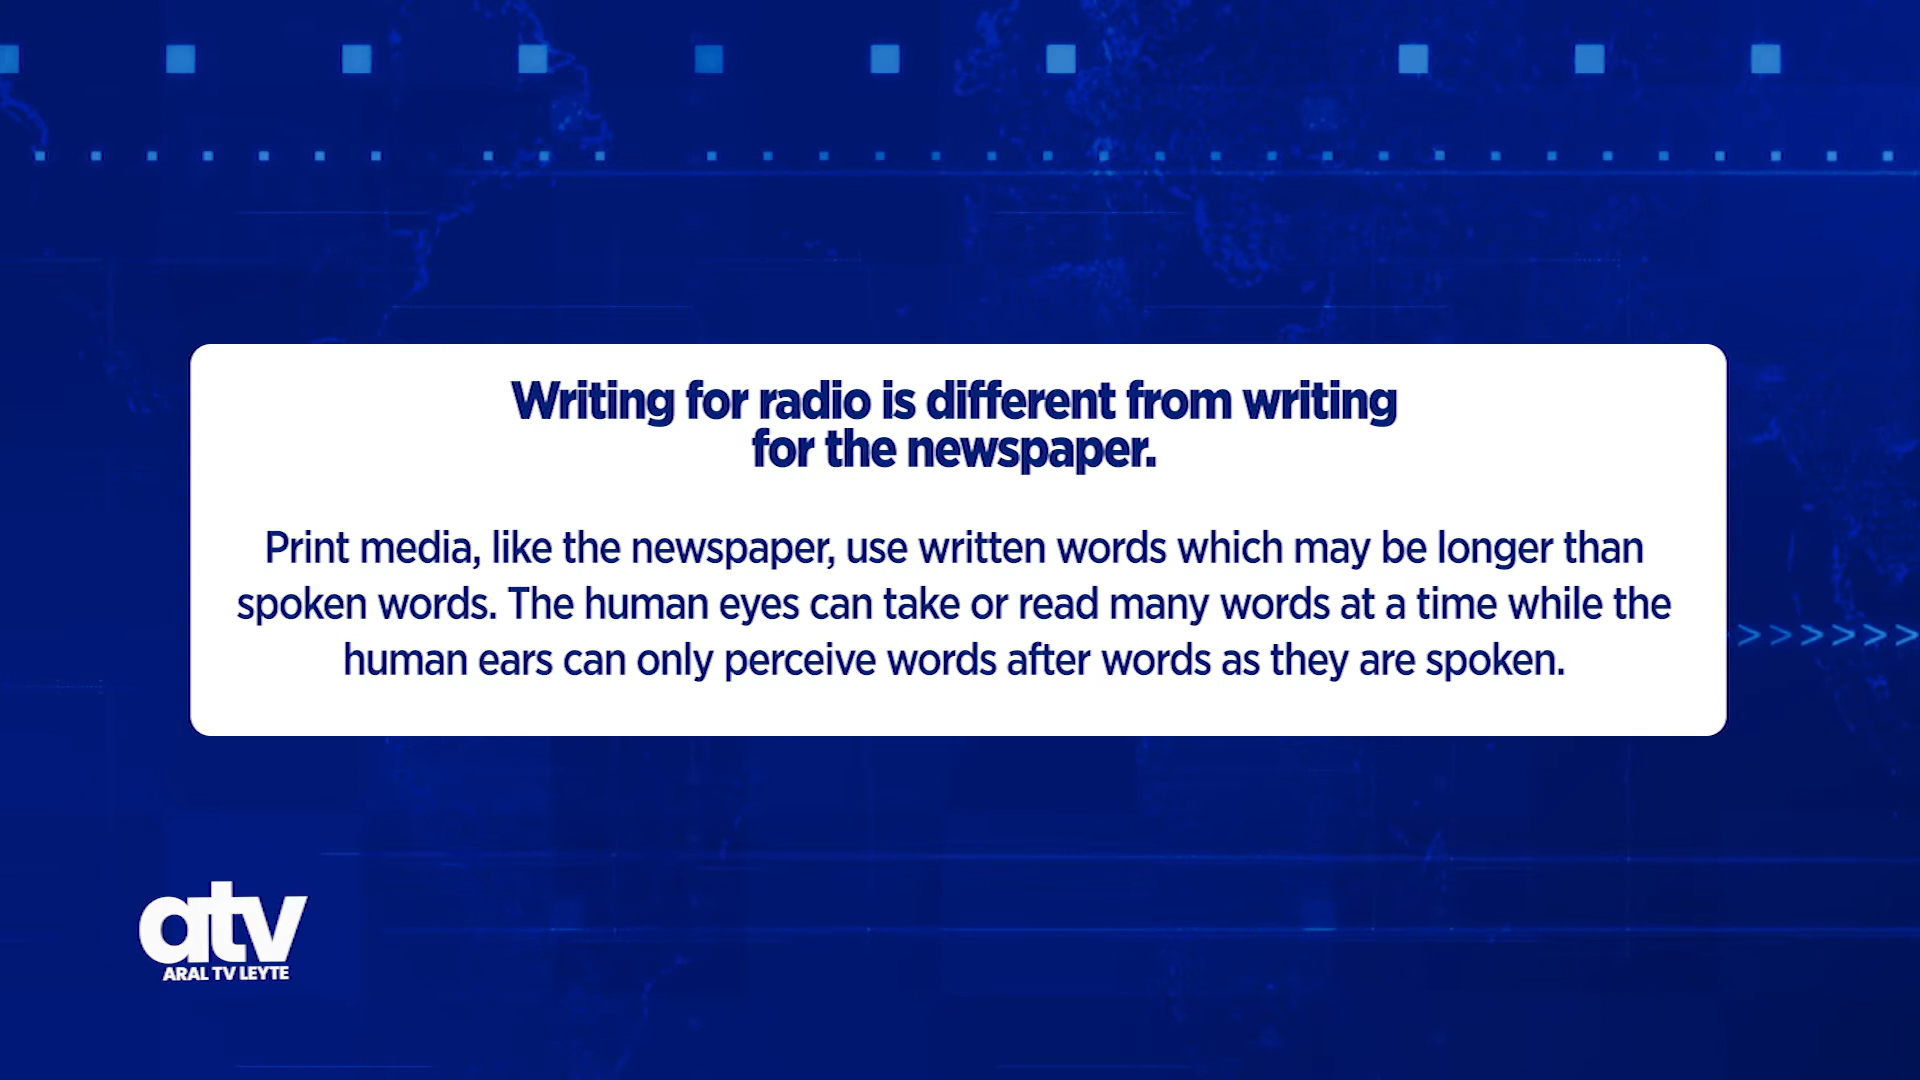 Writing for radio is different from writing
for the newspaper.
Print media, like the newspaper, use written words which may be longer than
spoken words. The human eyes can take or read many words at a time while the
human ears can only perceive words after words as they are spoken.
atv
ARAL TV LEYTE